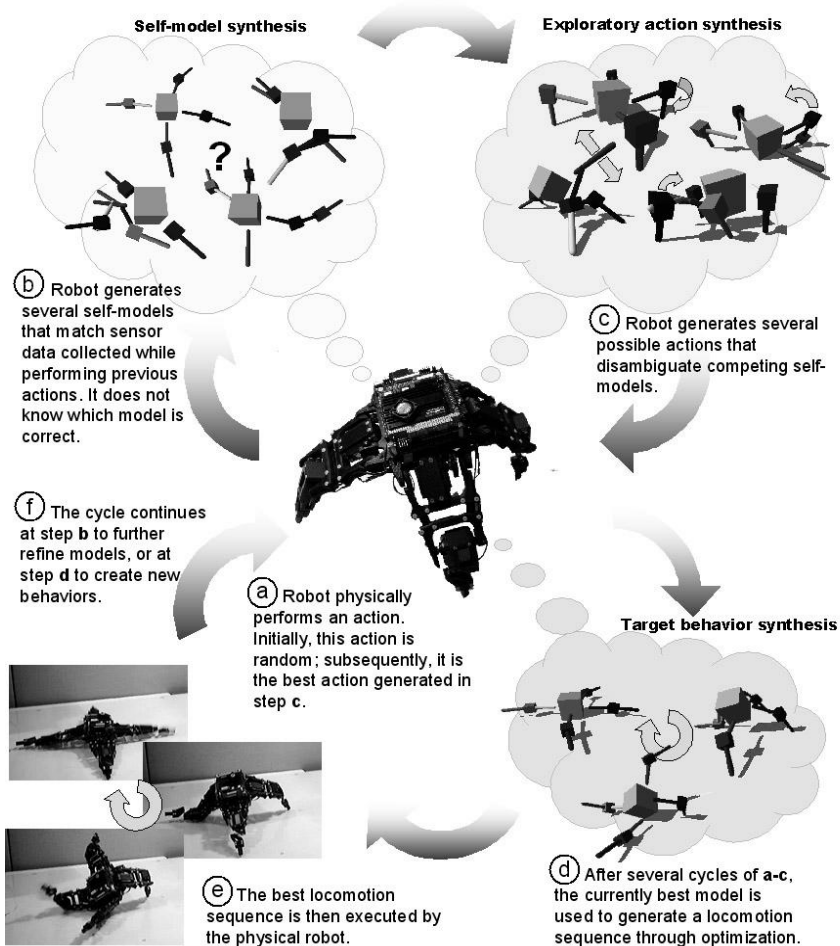 Self-model synthesis
Exploratory action synthesis
?
b Robot generates
several self-models
that match sensor
data collected while
performing previous
actions. It does not
know which model is
correct.
c Robot generates several
possible actions that
disambiguate competing self-
models.
f The cycle continues
at step b to further
refine models, or at
step d to create new
behaviors.
a Robot physically
performs an action.
Initially, this action is
random; subsequently, it is
the best action generated in
step c.
Target behavior synthesis
e The best locomotion
sequence is then executed by
the physical robot.
d After several cycles of a-c,
the currently best model is
used to generate a locomotion
sequence through optimization.